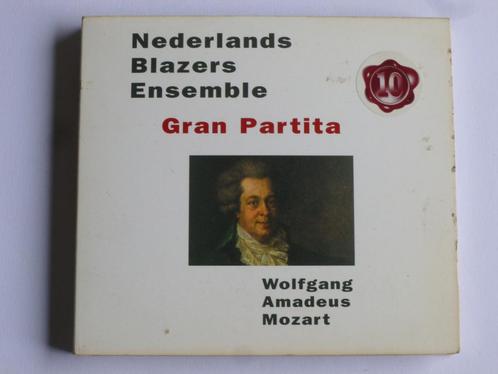 Nederlands
Blazers
Ensemble
10
Gran Partita
Wolfgang
Amadeus
Mozart